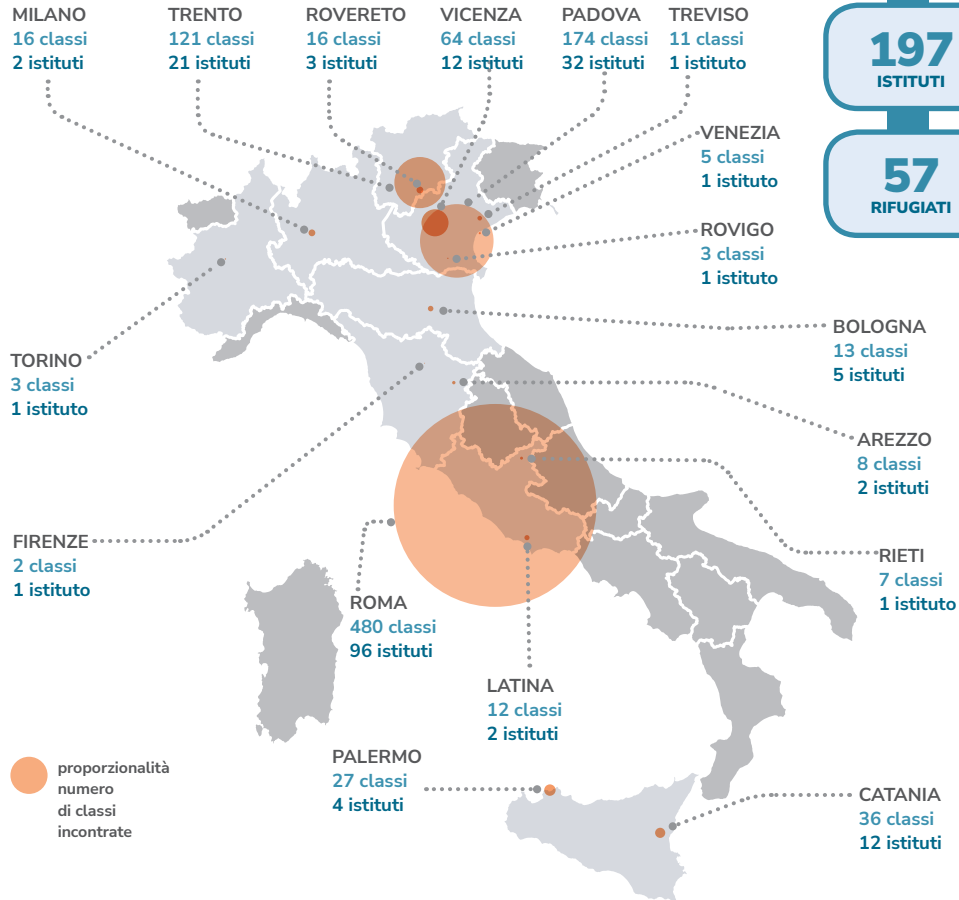 MILANO
16 classi
2 istituti
TRENTO
121 classi
21 istituti
ROVERETO
16 classi
3 istituti
VICENZA
64 classi
12 istituti
PADOVA
174 classi
32 istituti
TREVISO
11 classi
1 istituto
197
ISTITUTI
57
RIFUGIATI
VENEZIA
5 classi
1 istituto
ROVIGO
3 classi
1 istituto
BOLOGNA
13 classi
5 istituti
TORINO
3 classi
1 istituto
AREZZO
8 classi
2 istituti
FIRENZE
2 classi
1 istituto
RIETI
7 classi
1 istituto
ROMA
480 classi
96 istituti
LATINA
12 classi
2 istituti
PALERMO
27 classi
4 istituti
CATANIA
36 classi
12 istituti
proporzionalità
numero
di classi
incontrate